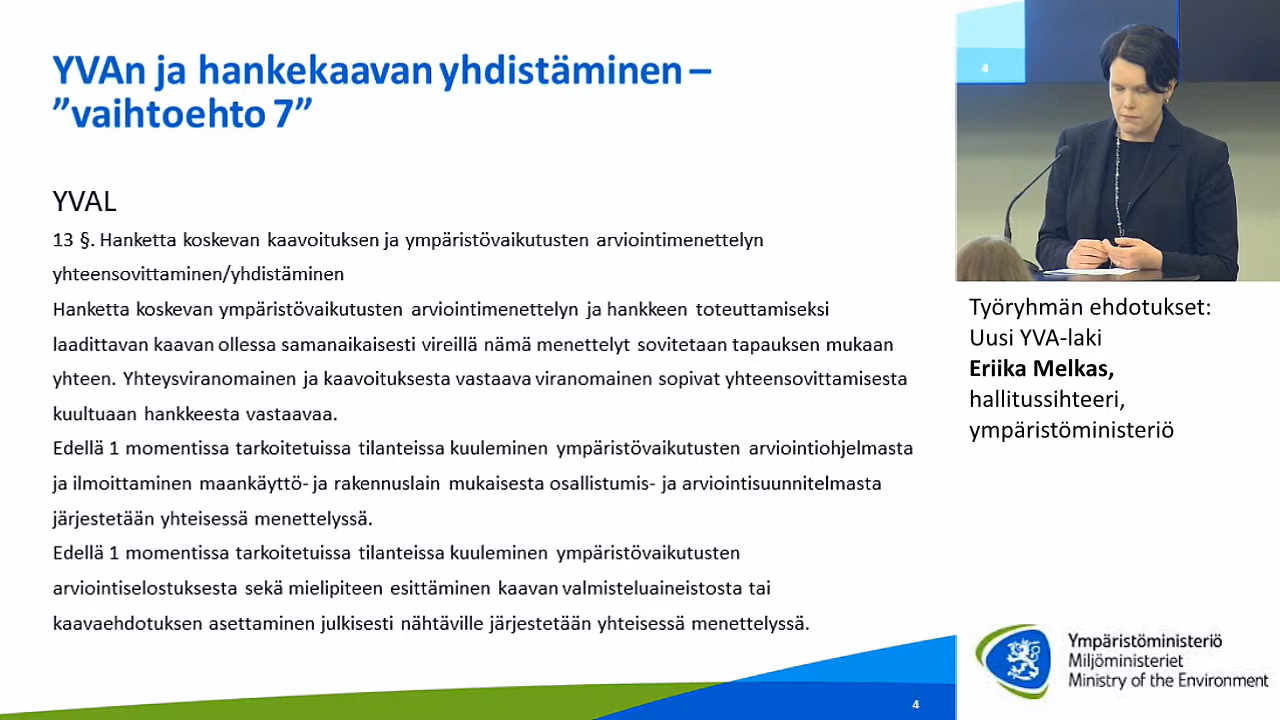 YVAn ja hankekaavan yhdistäminen –
”vaihtoehto 7”
YVAL
13 §. Hanketta koskevan kaavoituksen ja ympäristövaikutusten arviointimenettelyn
yhteensovittaminen/yhdistäminen
Hanketta koskevan ympäristövaikutusten arviointimenettelyn ja hankkeen toteuttamiseksi
laadittavan kaavan ollessa samanaikaisesti vireillä nämä menettelyt sovitetaan tapauksen mukaan
yhteen. Yhteysviranomainen ja kaavoituksesta vastaava viranomainen sopivat yhteensovittamisesta
kuultuaan hankkeesta vastaavaa.
Edellä 1 momentissa tarkoitetuissa tilanteissa kuuleminen ympäristövaikutusten arviointiohjelmasta
ja ilmoittaminen maankäyttö- ja rakennuslain mukaisesta osallistumis- ja arviointisuunnitelmasta
järjestetään yhteisessä menettelyssä.
Edellä 1 momentissa tarkoitetuissa tilanteissa kuuleminen ympäristövaikutusten
arviointiselostuksesta sekä mielipiteen esittäminen kaavan valmisteluaineistosta tai
kaavaehdotuksen asettaminen julkisesti nähtäville järjestetään yhteisessä menettelyssä.
4
4
Työryhmän ehdotukset:
Uusi YVA-laki
Eriika Melkas,
hallitussihteeri,
ympäristöministeriö
Ympäristöministeriö
Miljöministeriet
Ministry of the Environment